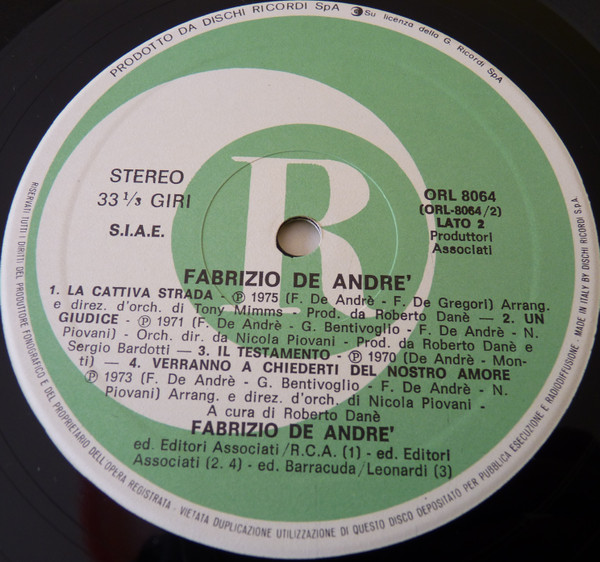 PRODOTTO DA DISCHI RICORDI SpA
Su licenza della G. Ricordi SpA
R
STEREO
33 1/3 GIRI
S.I.A.E.
ORL 8064
(ORL-8064/2)
LATO 2
Produttori
Associati
FABRIZIO DE ANDRE'
1. LA CATTIVA STRADA - Ⓟ 1975 (F. De Andrè - F. De Gregori) Arrang.
e direz. d'orch. di Tony Mimms - Prod. da Roberto Danè — 2. UN
GIUDICE - Ⓟ 1971 (F. De Andrè - G. Bentivoglio - F. De Andrè - N.
Piovani) - Orch. dir. da Nicola Piovani - Prod. da Roberto Danè e
Sergio Bardotti — 3. IL TESTAMENTO - Ⓟ 1970 (De Andrè - Mon-
ti) — 4. VERRANNO A CHIEDERTI DEL NOSTRO AMORE
Ⓟ 1973 (F. De Andrè - G. Bentivoglio - F. De Andrè - N.
Piovani) Arrang. e direz. d'orch. di Nicola Piovani -
A cura di Roberto Danè
FABRIZIO DE ANDRE'
ed. Editori Associati/R.C.A. (1) - ed. Editori
Associati (2. 4) - ed. Barracuda/Leonardi (3)
RISERVATI TUTTI I DIRITTI DEL PRODUTTORE FONOGRAFICO E DEL PROPRIETARIO DELL'OPERA REGISTRATA - VIETATA DUPLICAZIONE UTILIZZAZIONE DI QUESTO DISCO DEPOSITATO PER PUBBLICA ESECUZIONE E RADIODIFFUSIONE - MADE IN ITALY BY DISCHI RICORDI S.P.A.